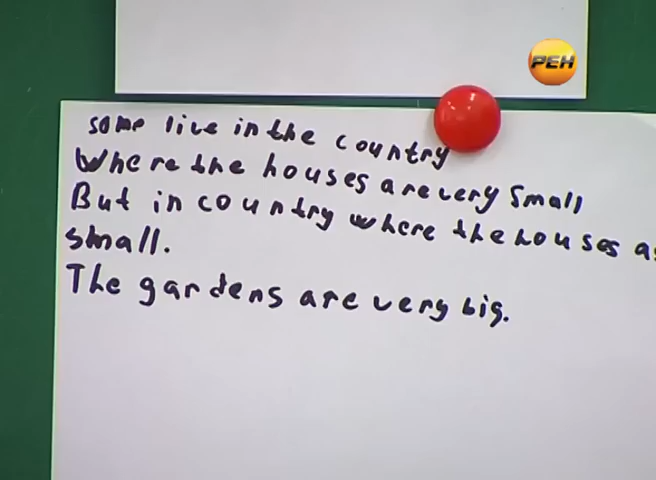 РЕН
some live in the country
Where the houses are very small
But in country where the houses
small.
The gardens are very big.